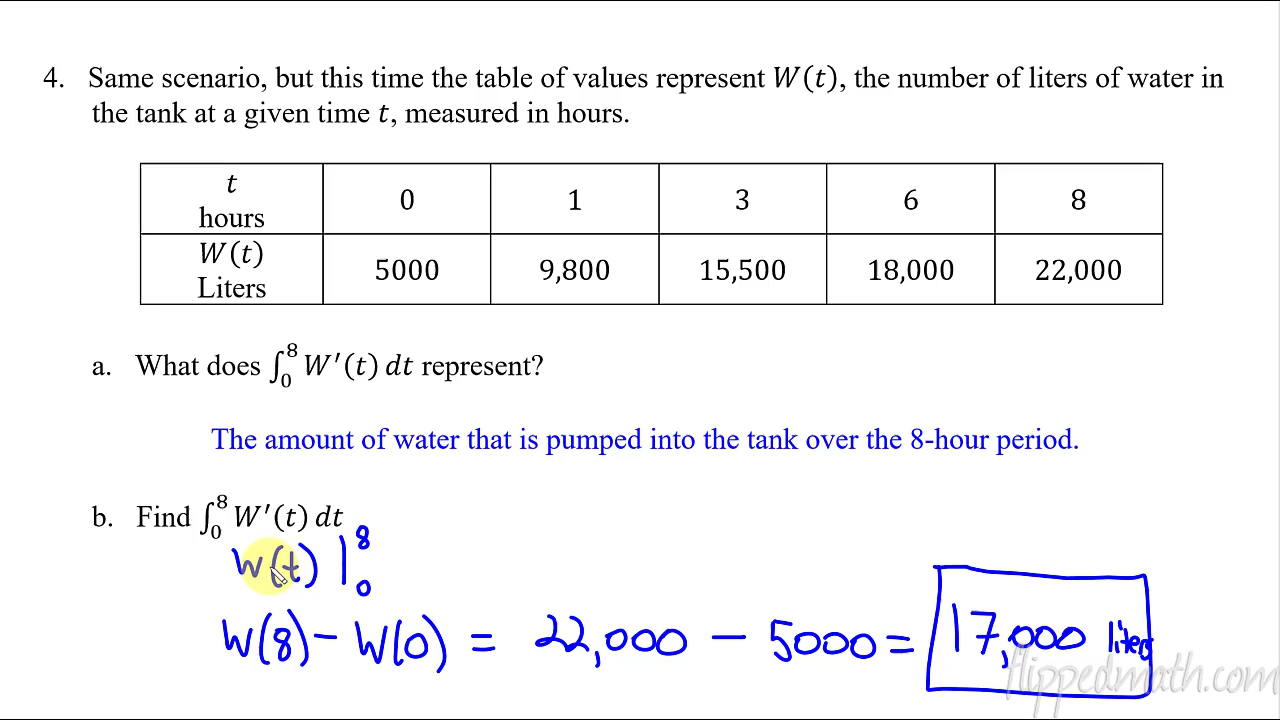 4. Same scenario, but this time the table of values represent W(t), the number of liters of water in
the tank at a given time t, measured in hours.
t
hours
0
1
3
6
8
W(t)
Liters
5000
9,800
15,500
18,000
22,000
a. What does ∫₀⁸ W′(t) dt represent?
The amount of water that is pumped into the tank over the 8-hour period.
b. Find ∫₀⁸ W′(t) dt
W(t) |₀⁸
W(8) − W(0) = 22,000 − 5000 = 17,000 liters
flippedmath.com